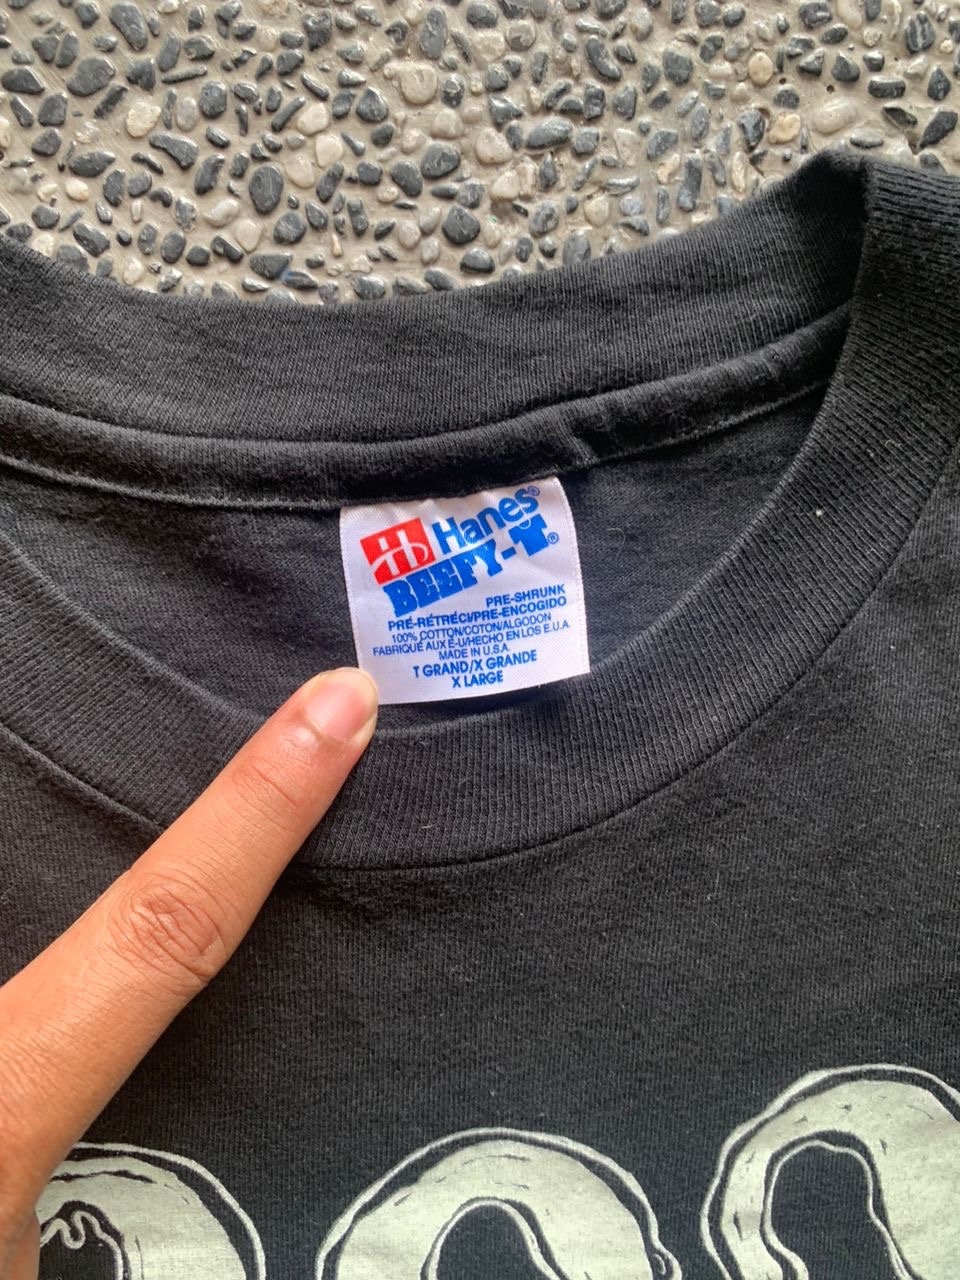 Hanes®
BEEFY-T®
PRE-SHRUNK
PRÉ-RÉTRÉCI/PRE-ENCOGIDO
100% COTTON/COTON/ALGODON
FABRIQUÉ AUX É-U/HECHO EN LOS E.U.A.
MADE IN U.S.A.
T GRAND/X GRANDE
X LARGE